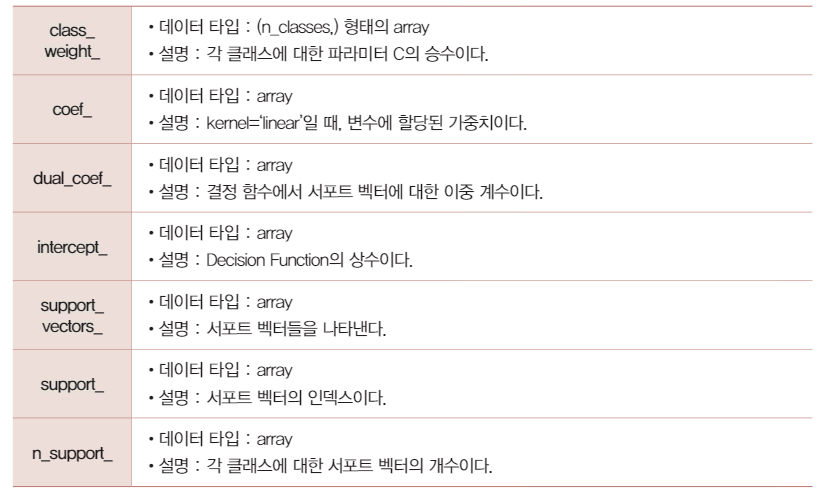 class_
weight_
• 데이터 타입 : (n_classes,) 형태의 array
• 설명 : 각 클래스에 대한 파라미터 C의 승수이다.
coef_
• 데이터 타입 : array
• 설명 : kernel='linear'일 때, 변수에 할당된 가중치이다.
dual_coef_
• 데이터 타입 : array
• 설명 : 결정 함수에서 서포트 벡터에 대한 이중 계수이다.
intercept_
• 데이터 타입 : array
• 설명 : Decision Function의 상수이다.
support_
vectors_
• 데이터 타입 : array
• 설명 : 서포트 벡터들을 나타낸다.
support_
• 데이터 타입 : array
• 설명 : 서포트 벡터의 인덱스이다.
n_support_
• 데이터 타입 : array
• 설명 : 각 클래스에 대한 서포트 벡터의 개수이다.